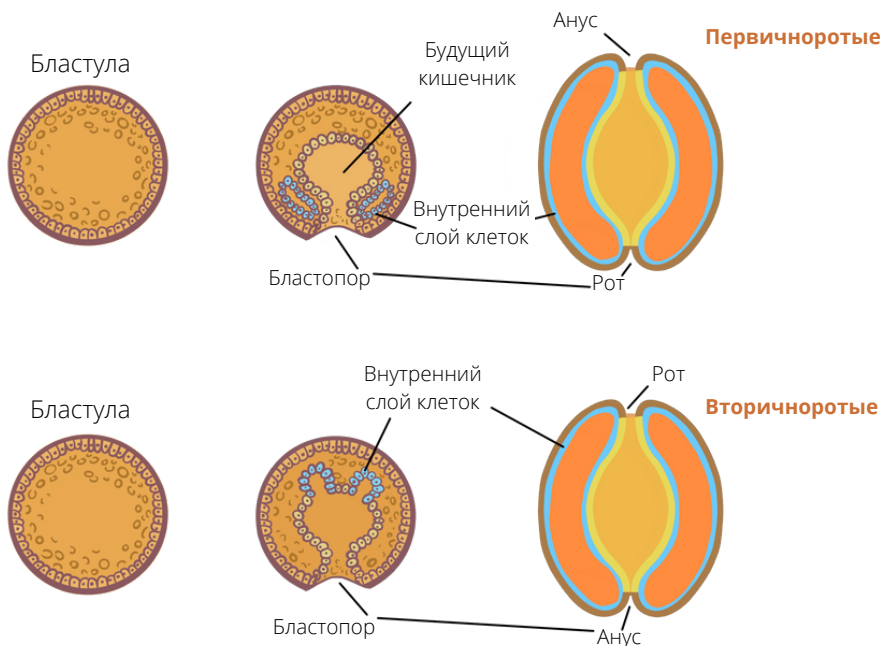 Анус
Первичноротые
Бластула
Будущий
кишечник
Внутренний
слой клеток
Бластопор
Рот
Внутренний
слой клеток
Рот
Вторичноротые
Бластула
Бластопор
Анус